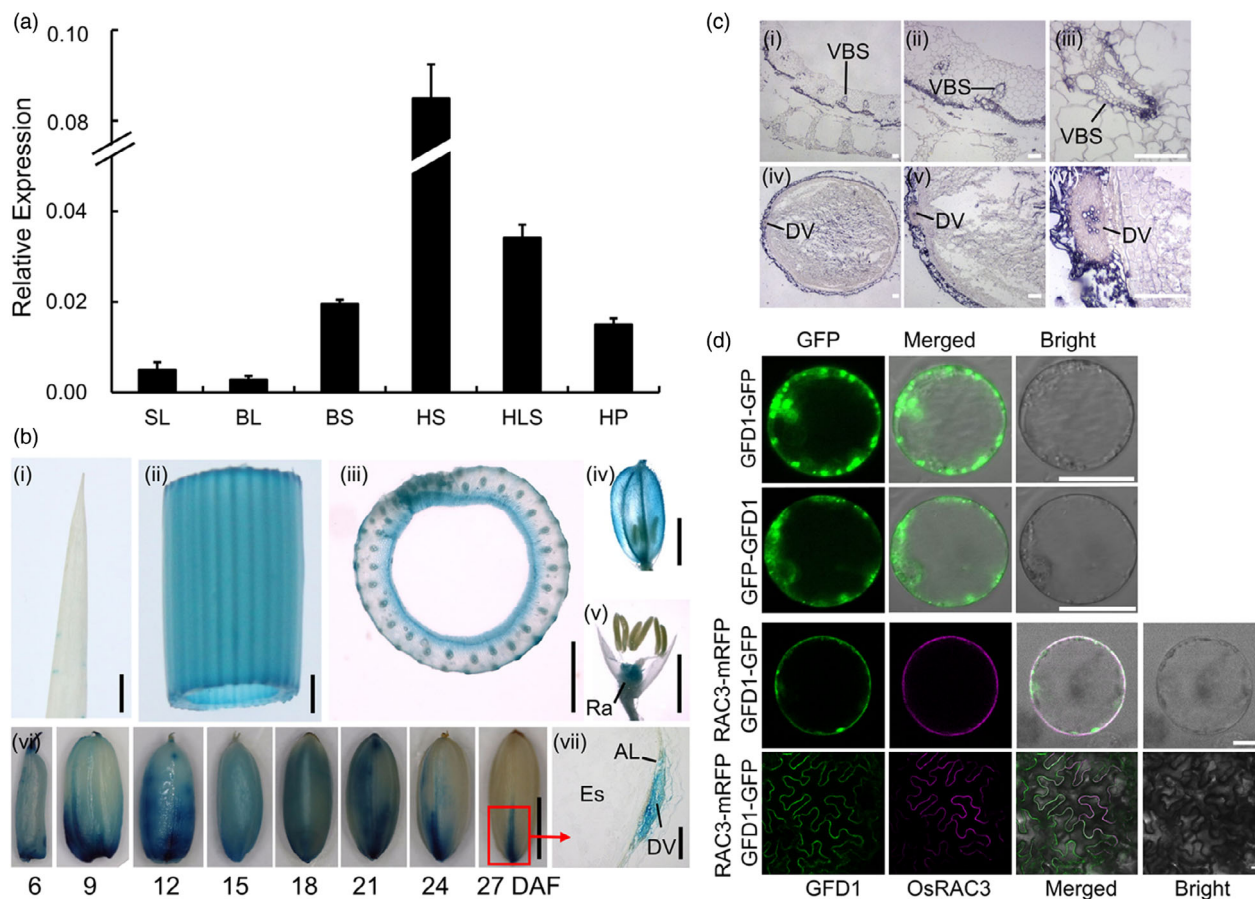 (a)
0.10
0.08
0.04
0.02
0.00
Relative Expression
SL BL BS HS HLS HP
(b)
(i)
(ii)
(iii)
(iv)
(v)
Ra
(vi)
(vii)
AL
Es
DV
6 9 12 15 18 21 24 27 DAF
(c)
(i)
VBS
(ii)
VBS
(iii)
VBS
(iv)
DV
(v)
DV
DV
(d)
GFP Merged Bright
GFD1-GFP
GFP-GFD1
RAC3-mRFP
GFD1-GFP
RAC3-mRFP
GFD1-GFP
GFD1 OsRAC3 Merged Bright